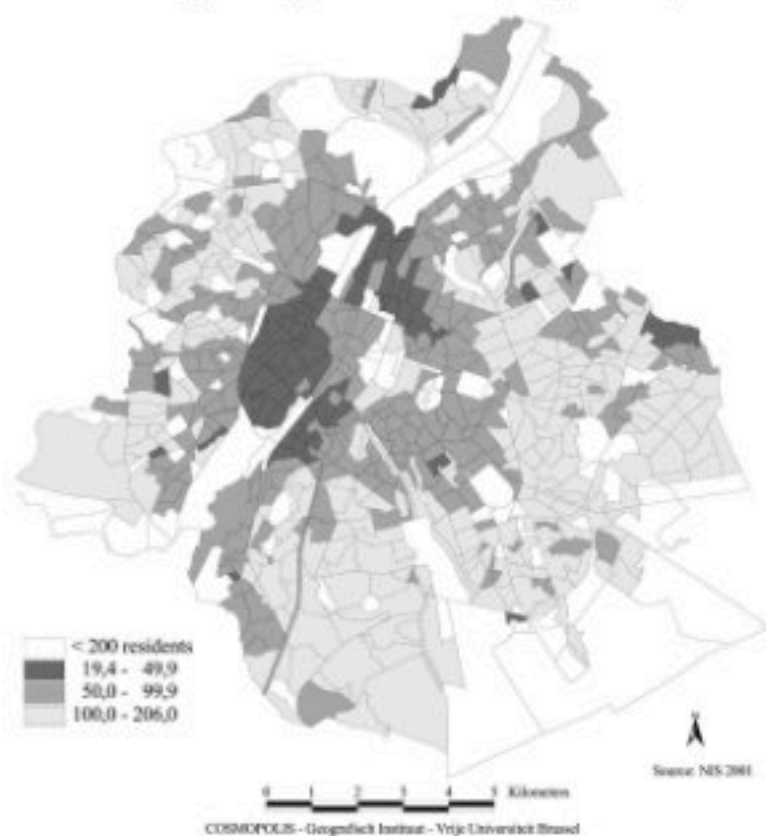 < 200 residents
19,4 - 49,9
50,0 - 99,9
100,0 - 206,0
N
Source: NIS 2001
0 1 2 3 4 5 Kilometers
COSMOPOLIS - Geografisch Instituut - Vrije Universiteit Brussel